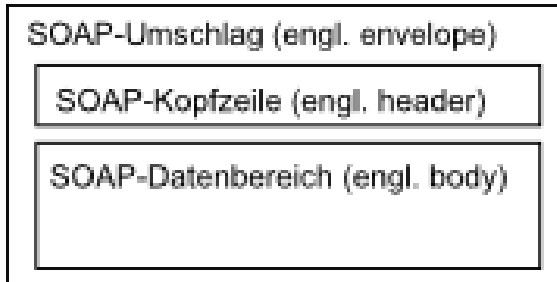 SOAP-Umschlag (engl. envelope)
SOAP-Kopfzeile (engl. header)
SOAP-Datenbereich (engl. body)